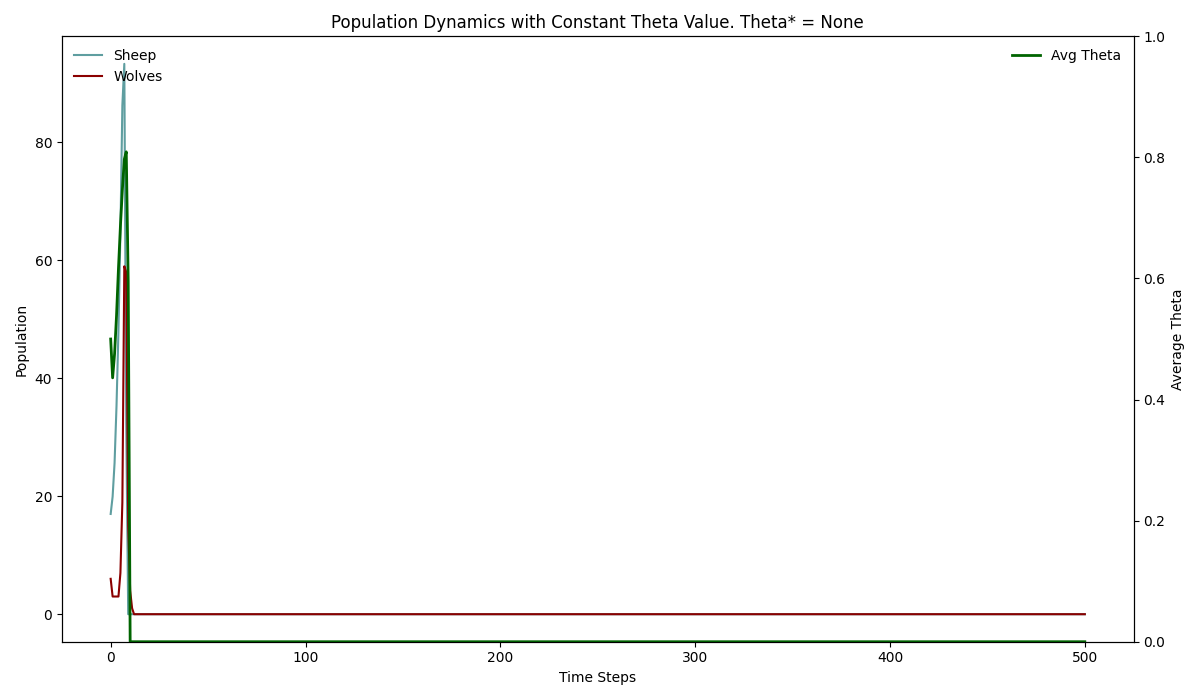 Population Dynamics with Constant Theta Value. Theta* = None
Sheep
Wolves
Avg Theta
Population
80
60
40
20
0
1.0
0.8
0.6
0.4
0.2
0.0
Average Theta
0 100 200 300 400 500
Time Steps